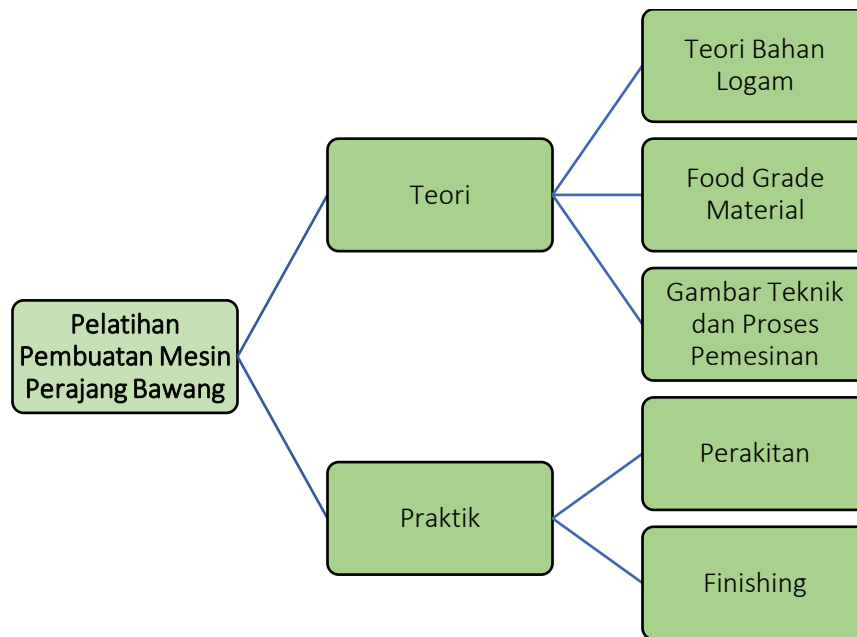 Pelatihan
Pembuatan Mesin
Perajang Bawang
Teori
Teori Bahan
Logam
Food Grade
Material
Gambar Teknik
dan Proses
Pemesinan
Praktik
Perakitan
Finishing